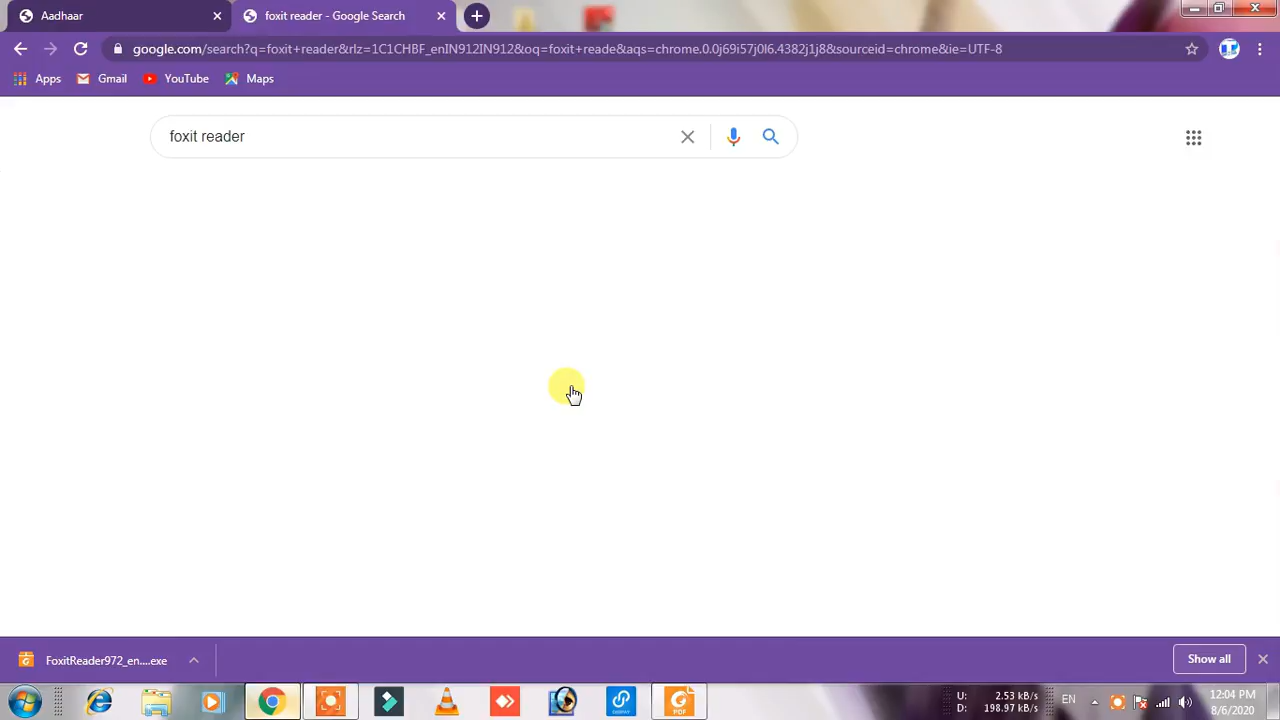 Aadhaar
foxit reader - Google Search
google.com/search?q=foxit+reader&rlz=1C1CHBF_enIN912IN912&oq=foxit+reade&aqs=chrome.0.0j69i57j0l6.4382j1j8&sourceid=chrome&ie=UTF-8
Apps
Gmail
YouTube
Maps
foxit reader
FoxitReader972_en....exe
Show all
PDF
U: 2.53 kB/s
D: 198.97 kB/s
EN
12:04 PM
8/6/2020